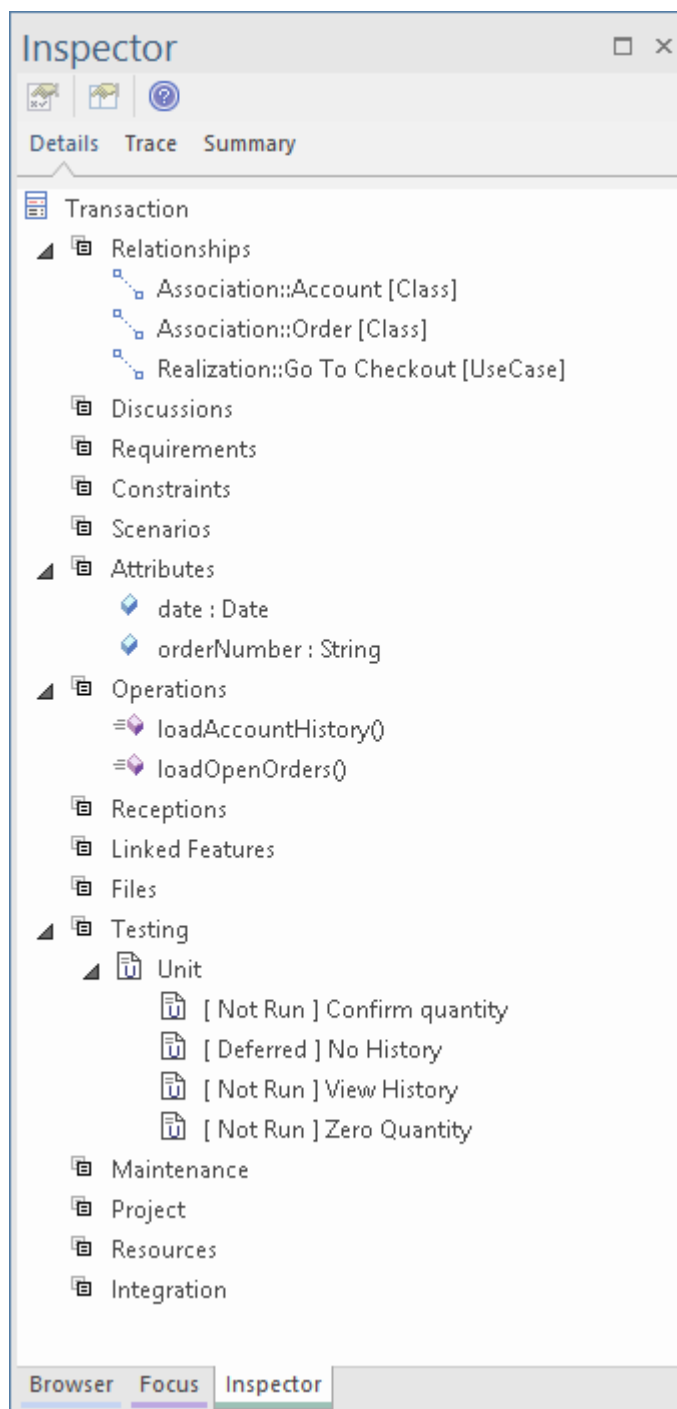 Inspector
Details Trace Summary
Transaction
Relationships
Association::Account [Class]
Association::Order [Class]
Realization::Go To Checkout [UseCase]
Discussions
Requirements
Constraints
Scenarios
Attributes
date : Date
orderNumber : String
Operations
loadAccountHistory()
loadOpenOrders()
Receptions
Linked Features
Files
Testing
Unit
[ Not Run ] Confirm quantity
[ Deferred ] No History
[ Not Run ] View History
[ Not Run ] Zero Quantity
Maintenance
Project
Resources
Integration
Browser Focus Inspector